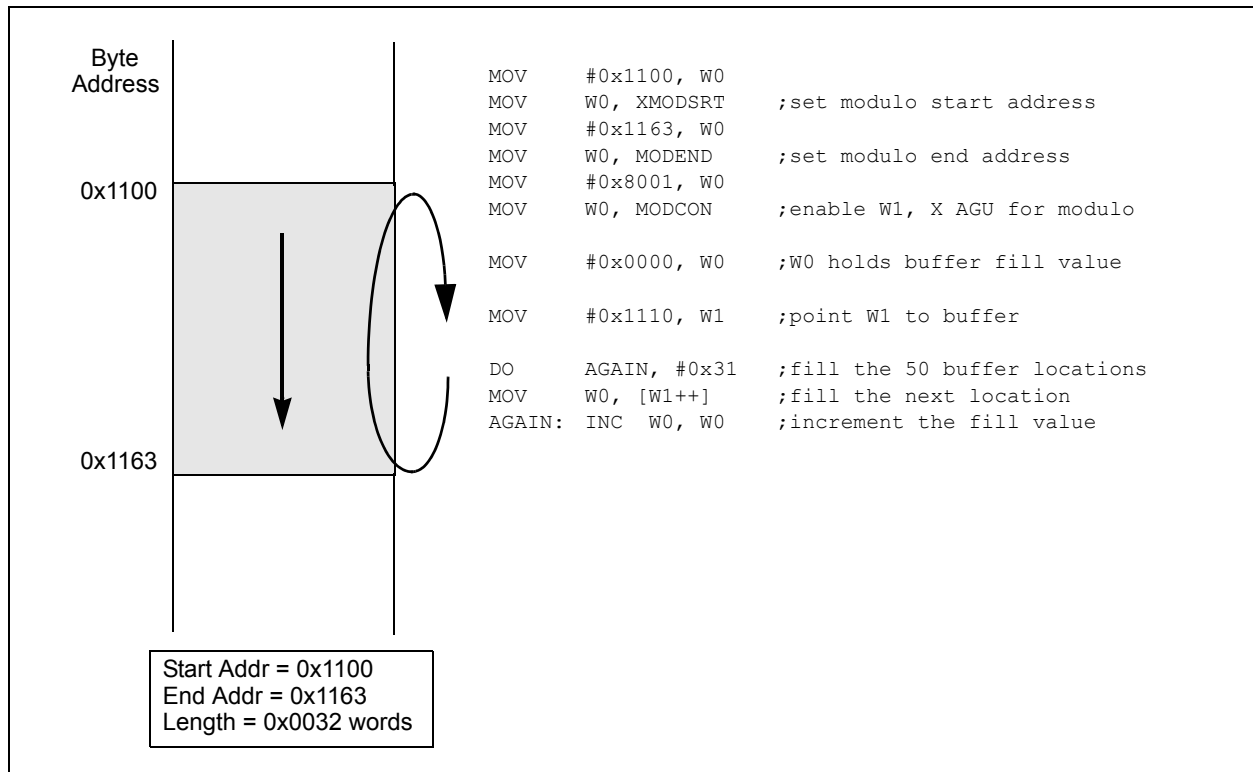 Byte
Address
0x1100
0x1163
MOV #0x1100, W0
MOV W0, XMODSRT ;set modulo start address
MOV #0x1163, W0
MOV W0, MODEND ;set modulo end address
MOV #0x8001, W0
MOV W0, MODCON ;enable W1, X AGU for modulo
MOV #0x0000, W0 ;W0 holds buffer fill value
MOV #0x1110, W1 ;point W1 to buffer
DO AGAIN, #0x31 ;fill the 50 buffer locations
MOV W0, [W1++] ;fill the next location
AGAIN: INC W0, W0 ;increment the fill value
Start Addr = 0x1100
End Addr = 0x1163
Length = 0x0032 words